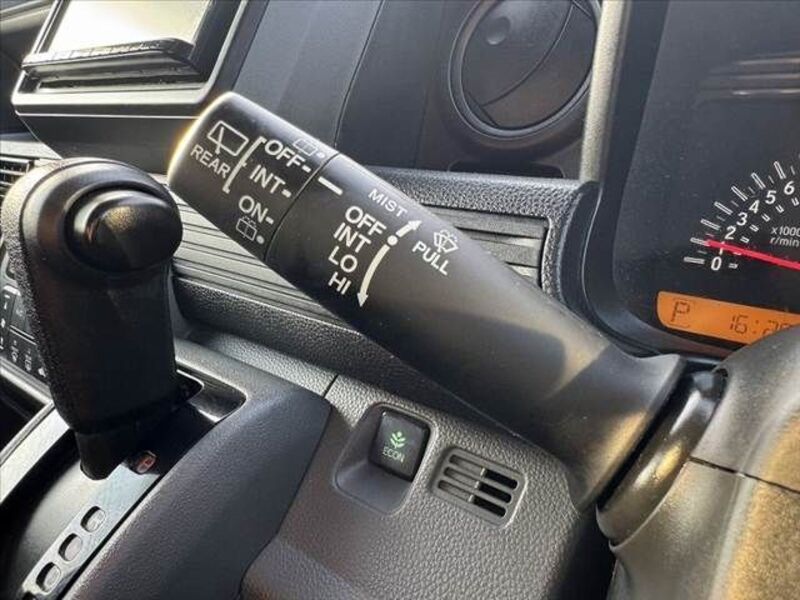 REAR
OFF
INT
ON
MIST
OFF
INT
LO
HI
PULL
ECON
6
5
4
3
2
1
0
x1000
r/min
P